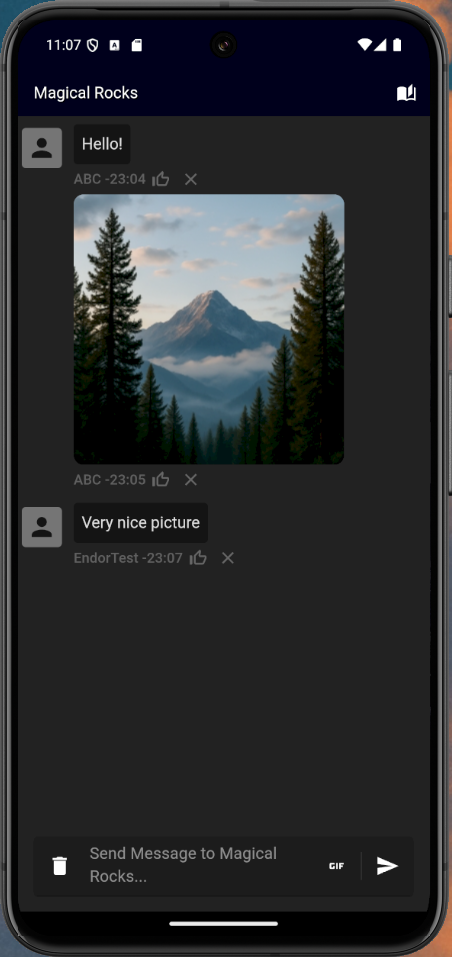 11:07
A
Magical Rocks
Hello!
ABC -23:04
ABC -23:05
Very nice picture
EndorTest -23:07
Send Message to Magical
Rocks...
GIF